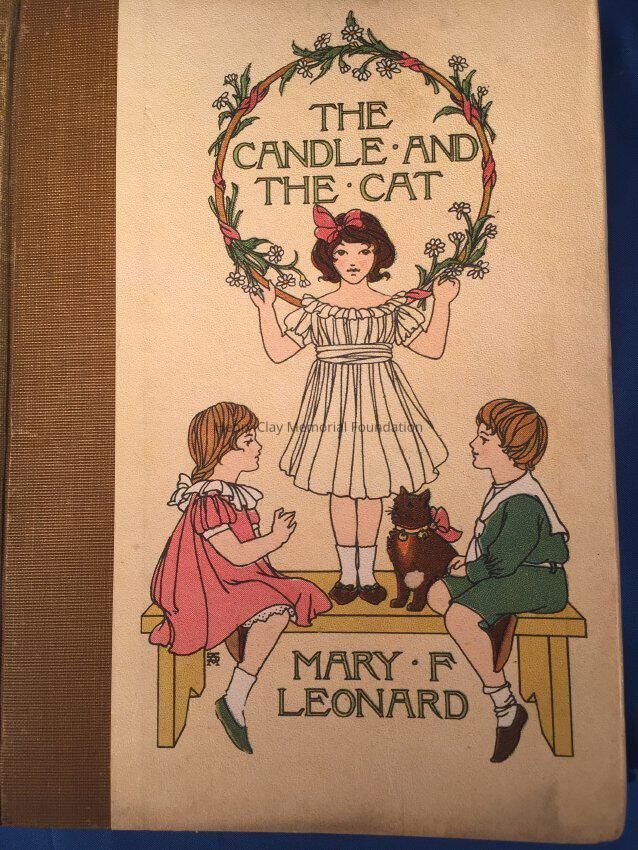 THE
CANDLE · AND
THE · CAT
Henry Clay Memorial Foundation
MARY · F
LEONARD